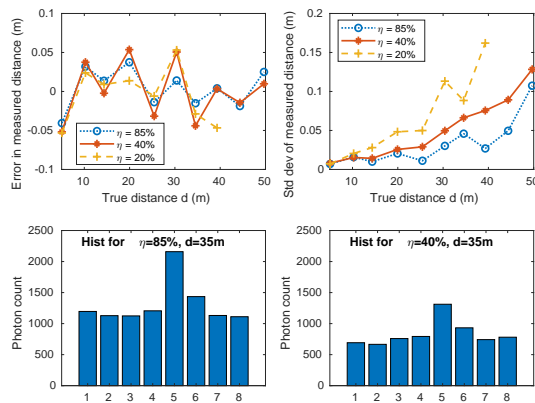 Error in measured distance (m)
0.1
0.05
0
-0.05
-0.1
10
20
30
40
50
True distance d (m)
η = 85%
η = 40%
η = 20%
Std dev of measured distance (m)
0.2
0.15
0.1
0.05
0
10
20
30
40
50
True distance d (m)
η = 85%
η = 40%
η = 20%
Hist for η=85%, d=35m
Photon count
2500
2000
1500
1000
500
0
1 2 3 4 5 6 7 8
Hist for η=40%, d=35m
Photon count
2500
2000
1500
1000
500
0
1 2 3 4 5 6 7 8